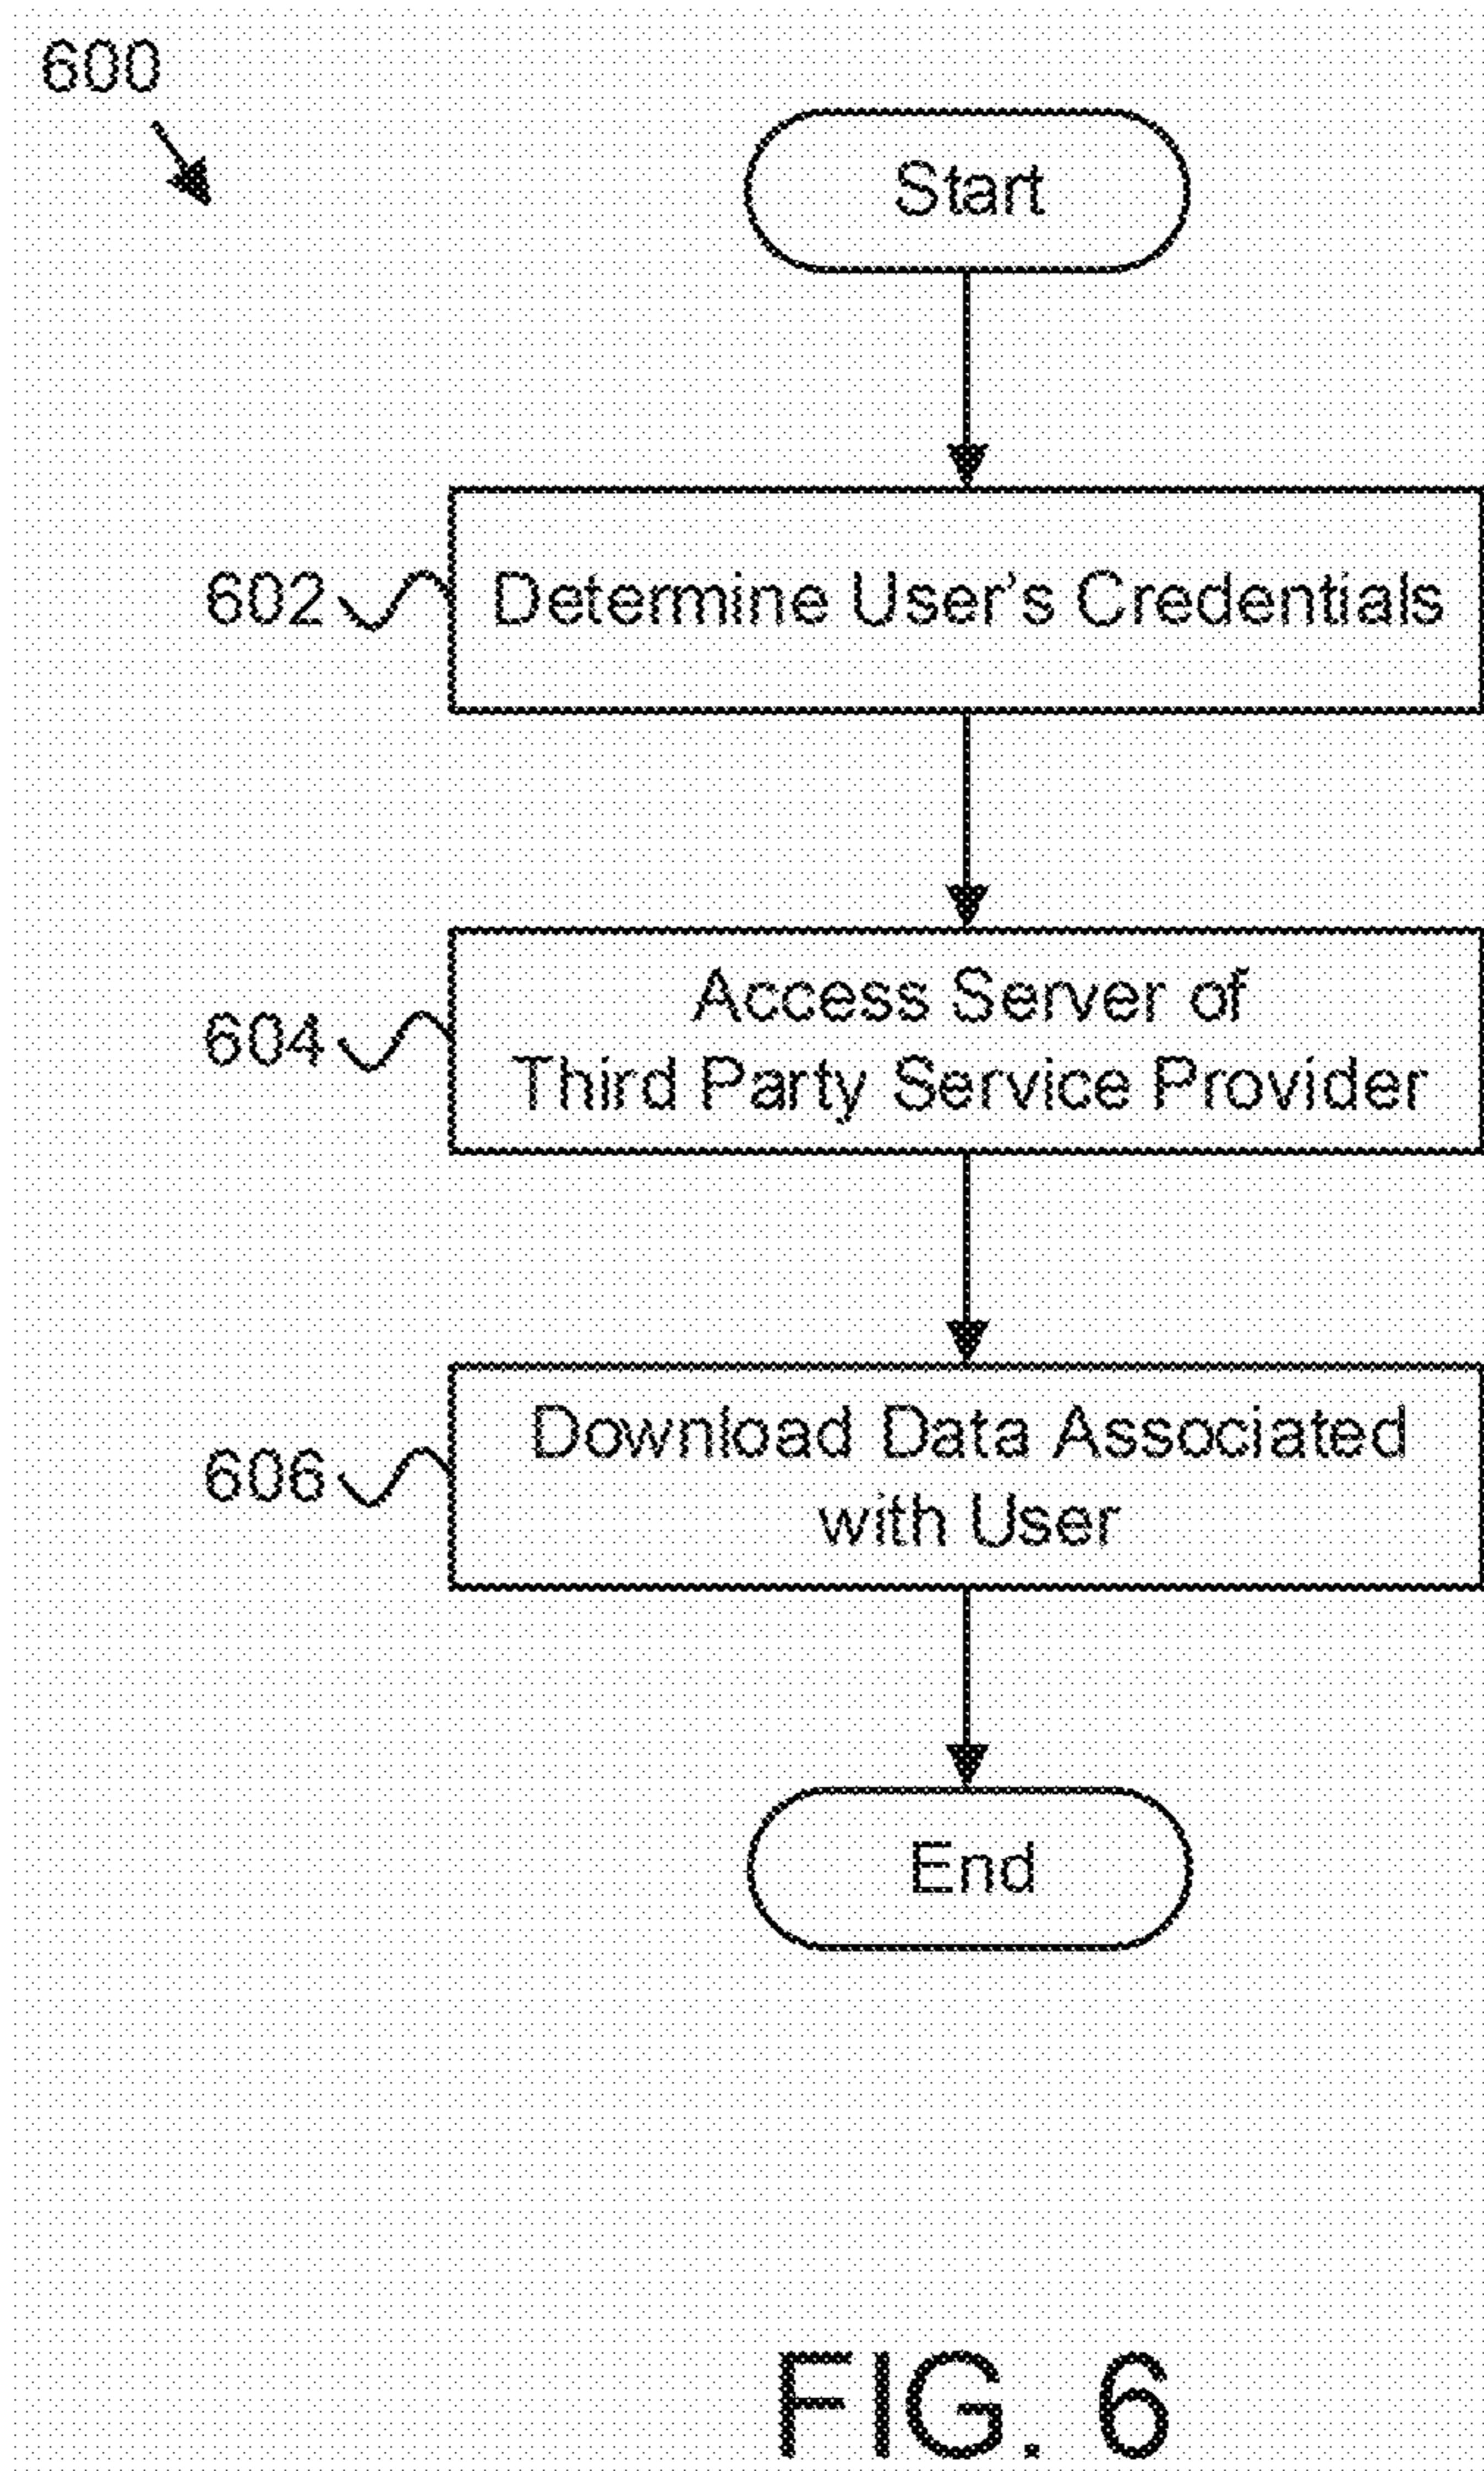 600
Start
602
Determine User's Credentials
604
Access Server of
Third Party Service Provider
606
Download Data Associated
with User
End
FIG. 6